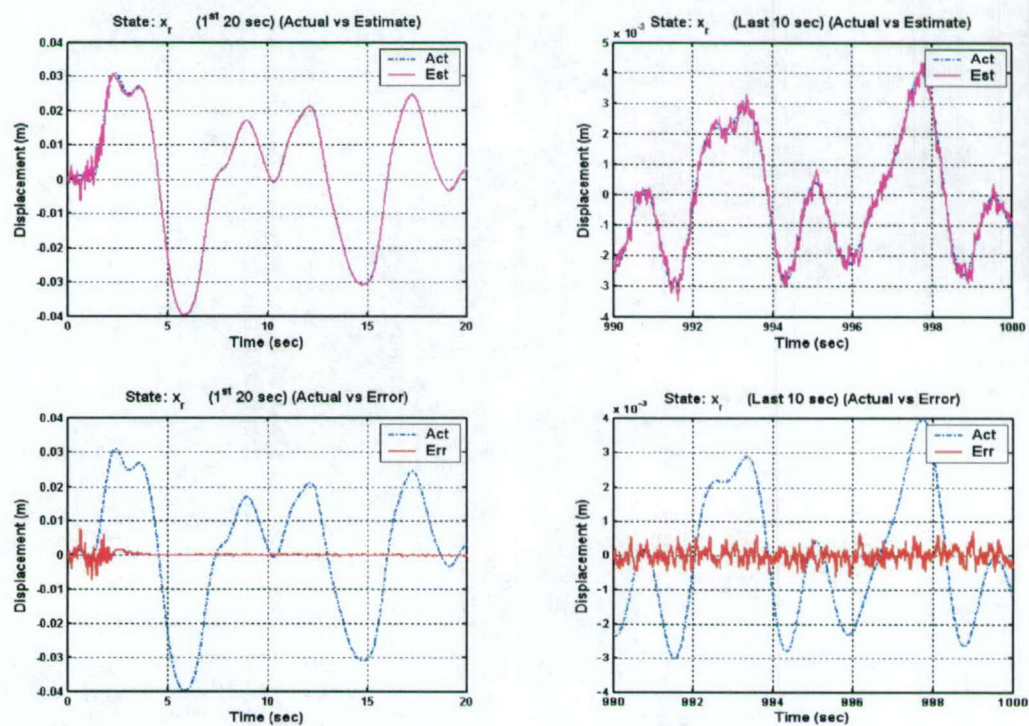 State: x_r (1st 20 sec) (Actual vs Estimate)
0.04
0.03
0.02
0.01
0
-0.01
-0.02
-0.03
-0.04
Displacement (m)
Act
Est
0 5 10 15 20
Time (sec)
State: x_r (Last 10 sec) (Actual vs Estimate)
x 10^-3
5
4
3
2
1
0
-1
-2
-3
-4
Displacement (m)
Act
Est
990 992 994 996 998 1000
Time (sec)
State: x_r (1st 20 sec) (Actual vs Error)
0.04
0.03
0.02
0.01
0
-0.01
-0.02
-0.03
-0.04
Displacement (m)
Act
Err
0 5 10 15 20
Time (sec)
State: x_r (Last 10 sec) (Actual vs Error)
x 10^-3
4
3
2
1
0
-1
-2
-3
-4
Displacement (m)
Act
Err
990 992 994 996 998 1000
Time (sec)